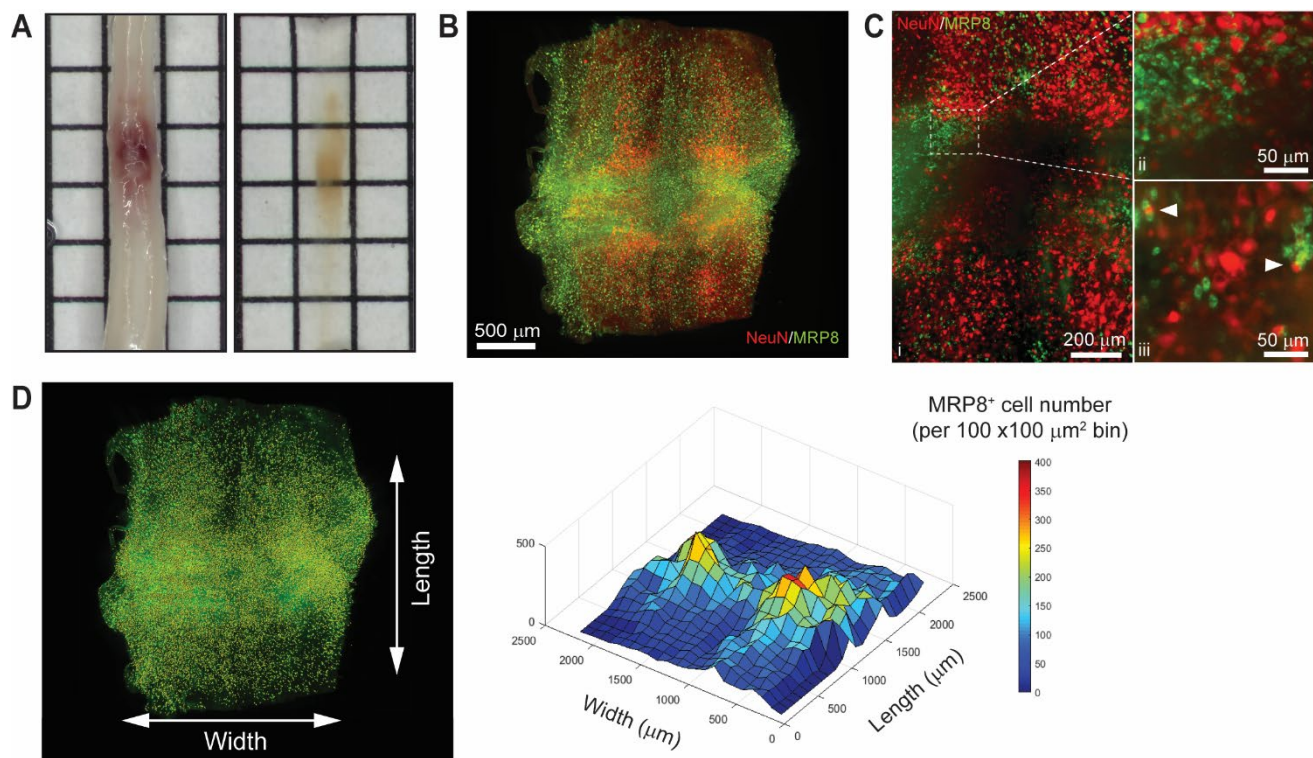 A
B
500 μm
NeuN/MRP8
C
NeuN/MRP8
i
200 μm
ii
50 μm
iii
50 μm
D
Length
Width
MRP8⁺ cell number
(per 100 x100 μm² bin)
500
0
2500
2000
1500
1000
500
0
Width (μm)
0
500
1000
1500
2000
2500
Length (μm)
400
350
300
250
200
150
100
50
0